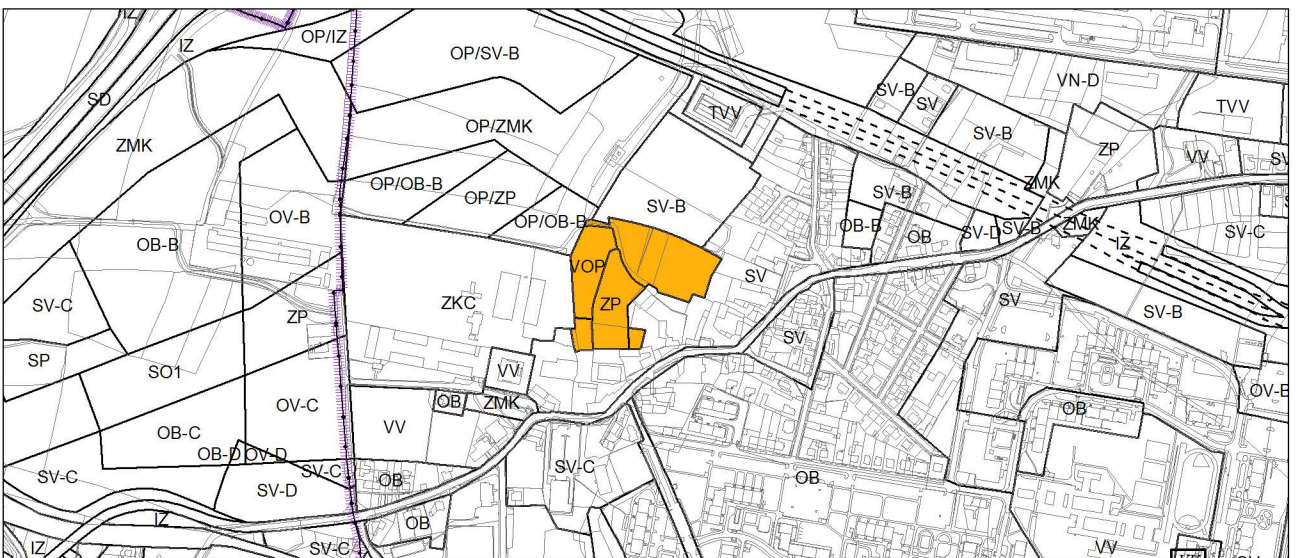 IZ
IZ
OP/IZ
OP/SV-B
SD
SV-B
SV
VN-D
TVV
TVV
ZMK
OP/ZMK
SV-B
ZP
VV
SV
ZMK
OP/OB-B
OP/ZP
SV-B
OV-B
OP/OB-B
SV-B
OB-B
OB
SV-D
SV-B
ZMK
IZ
SV-C
OB-B
VOP
SV
SV
SV-C
ZKC
ZP
ZP
SV-B
SP
SO1
SV
VV
OV-C
OB
ZMK
VV
OB
OV-B
OB-C
OB-D
OV-D
SV-C
SV-C
SV-D
OB
SV-C
OB
IZ
OB
IZ
SV-C
VV